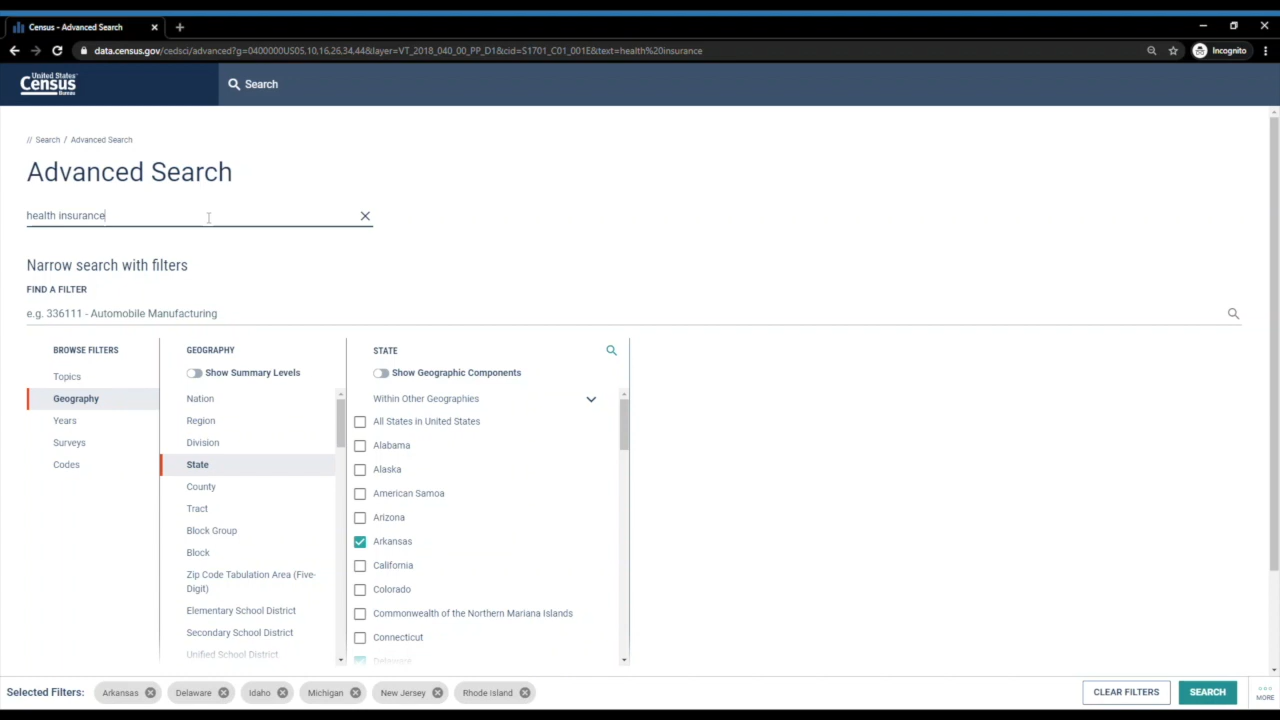 Census - Advanced Search
data.census.gov/cedsci/advanced?g=0400000US05,10,16,26,34,44&layer=VT_2018_040_00_PP_D1&cid=S1701_C01_001E&text=health%20insurance
Incognito
United States®
Census
Bureau
Search
// Search / Advanced Search
Advanced Search
health insurance
Narrow search with filters
FIND A FILTER
e.g. 336111 - Automobile Manufacturing
BROWSE FILTERS
Topics
Geography
Years
Surveys
Codes
GEOGRAPHY
Show Summary Levels
Nation
Region
Division
State
County
Tract
Block Group
Block
Zip Code Tabulation Area (Five-
Digit)
Elementary School District
Secondary School District
Unified School District
STATE
Show Geographic Components
Within Other Geographies
All States in United States
Alabama
Alaska
American Samoa
Arizona
Arkansas
California
Colorado
Commonwealth of the Northern Mariana Islands
Connecticut
Delaware
Selected Filters: Arkansas Delaware Idaho Michigan New Jersey Rhode Island
CLEAR FILTERS
SEARCH
MORE